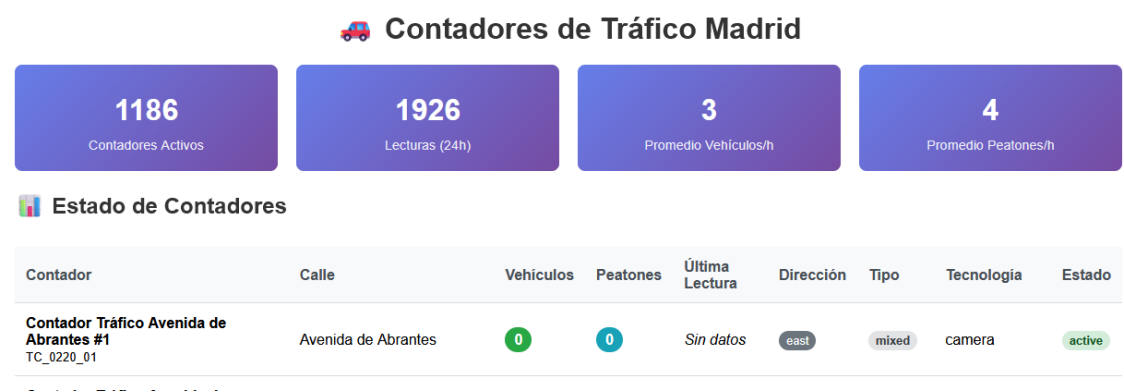 Contadores de Tráfico Madrid
1186
Contadores Activos
1926
Lecturas (24h)
3
Promedio Vehículos/h
4
Promedio Peatones/h
Estado de Contadores
Contador Calle Vehículos Peatones Última Lectura Dirección Tipo Tecnología Estado
Contador Tráfico Avenida de
Abrantes #1
TC_0220_01
Avenida de Abrantes 0 0 Sin datos east mixed camera active